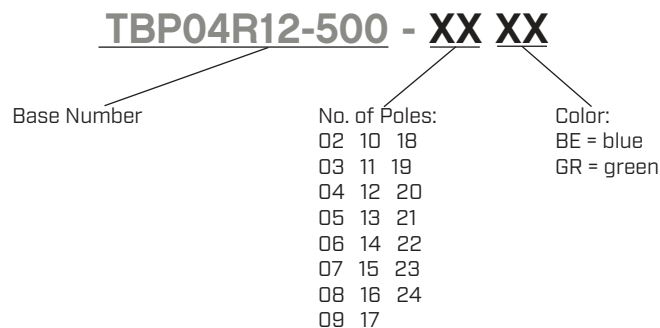 TBP04R12-500 - XX XX
Base Number
No. of Poles:
02 10 18
03 11 19
04 12 20
05 13 21
06 14 22
07 15 23
08 16 24
09 17
Color:
BE = blue
GR = green